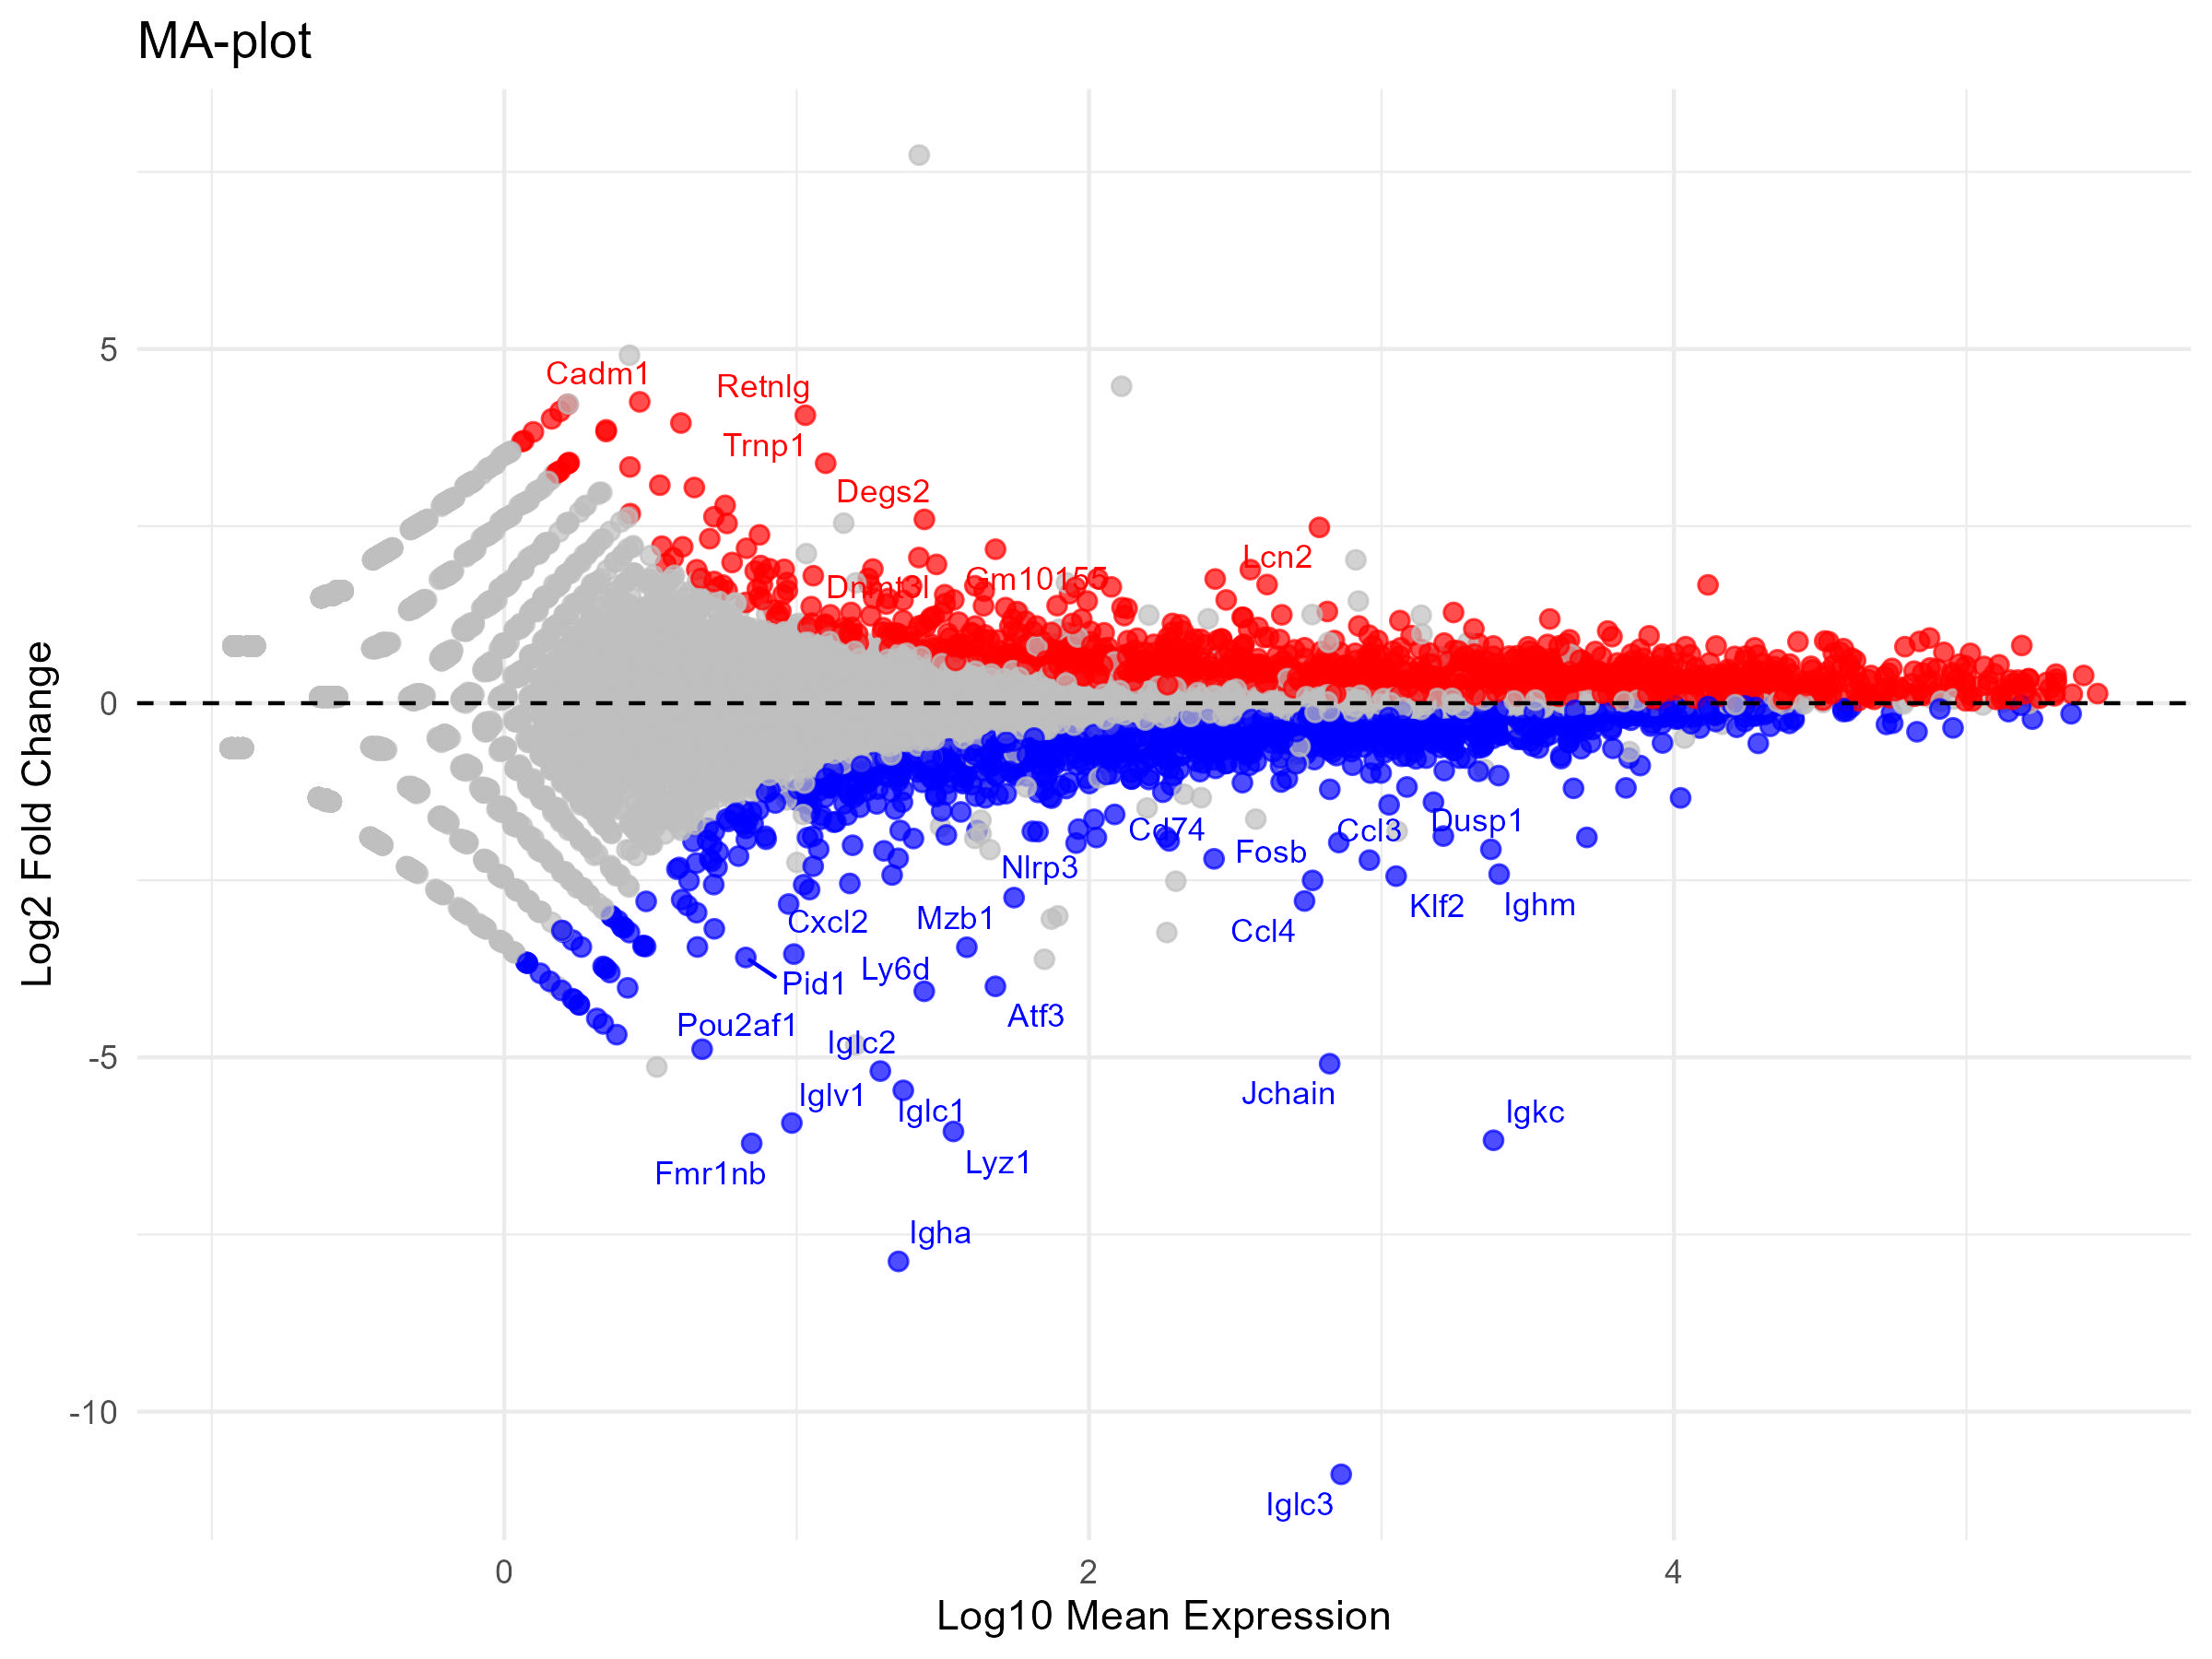 MA-plot
5
0
-5
-10
Log2 Fold Change
Cadm1
Retnlg
Trnp1
Degs2
Lcn2
Dnmt3l
Gm10155
Cd74
Ccl3
Dusp1
Nlrp3
Fosb
Klf2
Ighm
Cxcl2
Mzb1
Ccl4
Pid1
Ly6d
Atf3
Pou2af1
Iglc2
Iglv1
Iglc1
Jchain
Igkc
Fmr1nb
Lyz1
Igha
Iglc3
0
2
4
Log10 Mean Expression